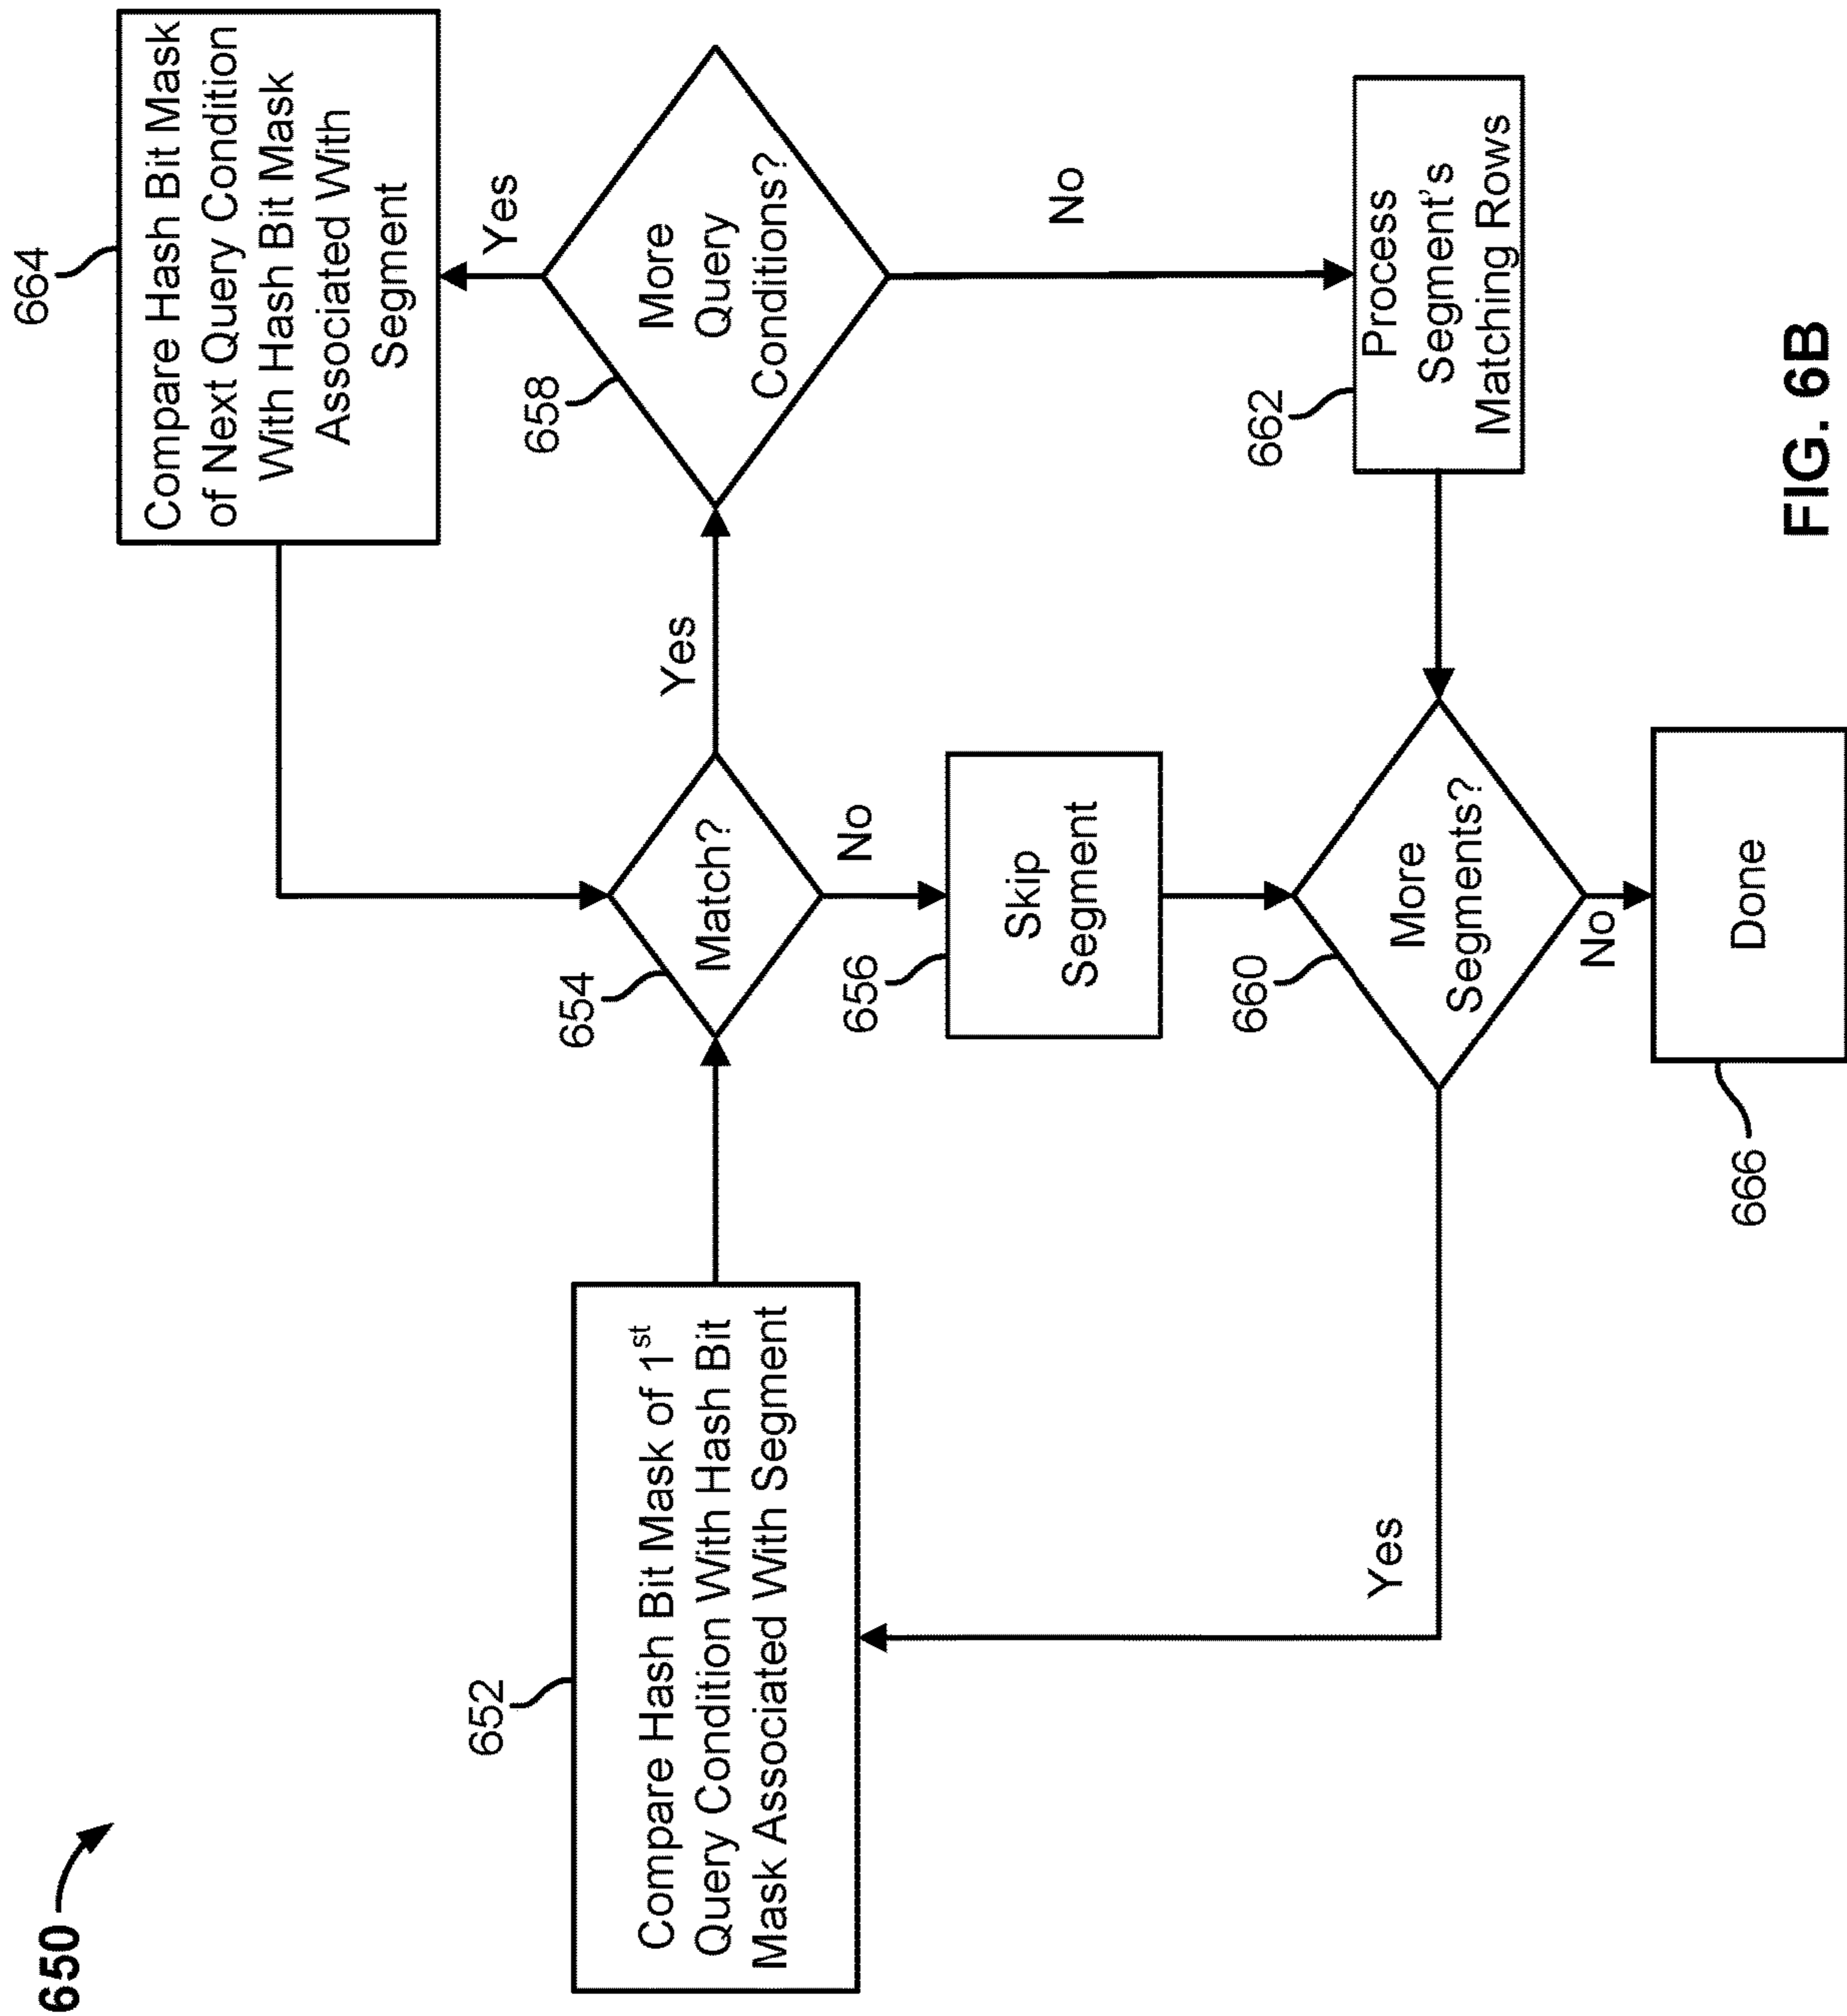 650
652
Compare Hash Bit Mask of 1st
Query Condition With Hash Bit
Mask Associated With Segment
654
Match?
Yes
No
656
Skip
Segment
658
More
Query
Conditions?
Yes
No
664
Compare Hash Bit Mask
of Next Query Condition
With Hash Bit Mask
Associated With
Segment
662
Process
Segment's
Matching Rows
660
More
Segments?
Yes
No
666
Done
FIG. 6B